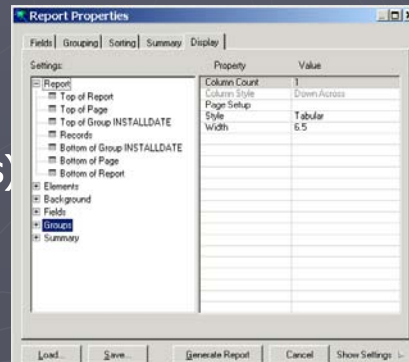 Report Properties
Fields Grouping Sorting Summary Display
Settings: Property Value
Report Column Count 1
Top of Report Column Style Down Across
Top of Page Page Setup
Top of Group INSTALLDATE Style Tabular
Records Width 6.5
Bottom of Group INSTALLDATE
Bottom of Page
Bottom of Report
Elements
s)
Background
Fields
Groups
Summary
Load... Save... Generate Report Cancel Show Settings